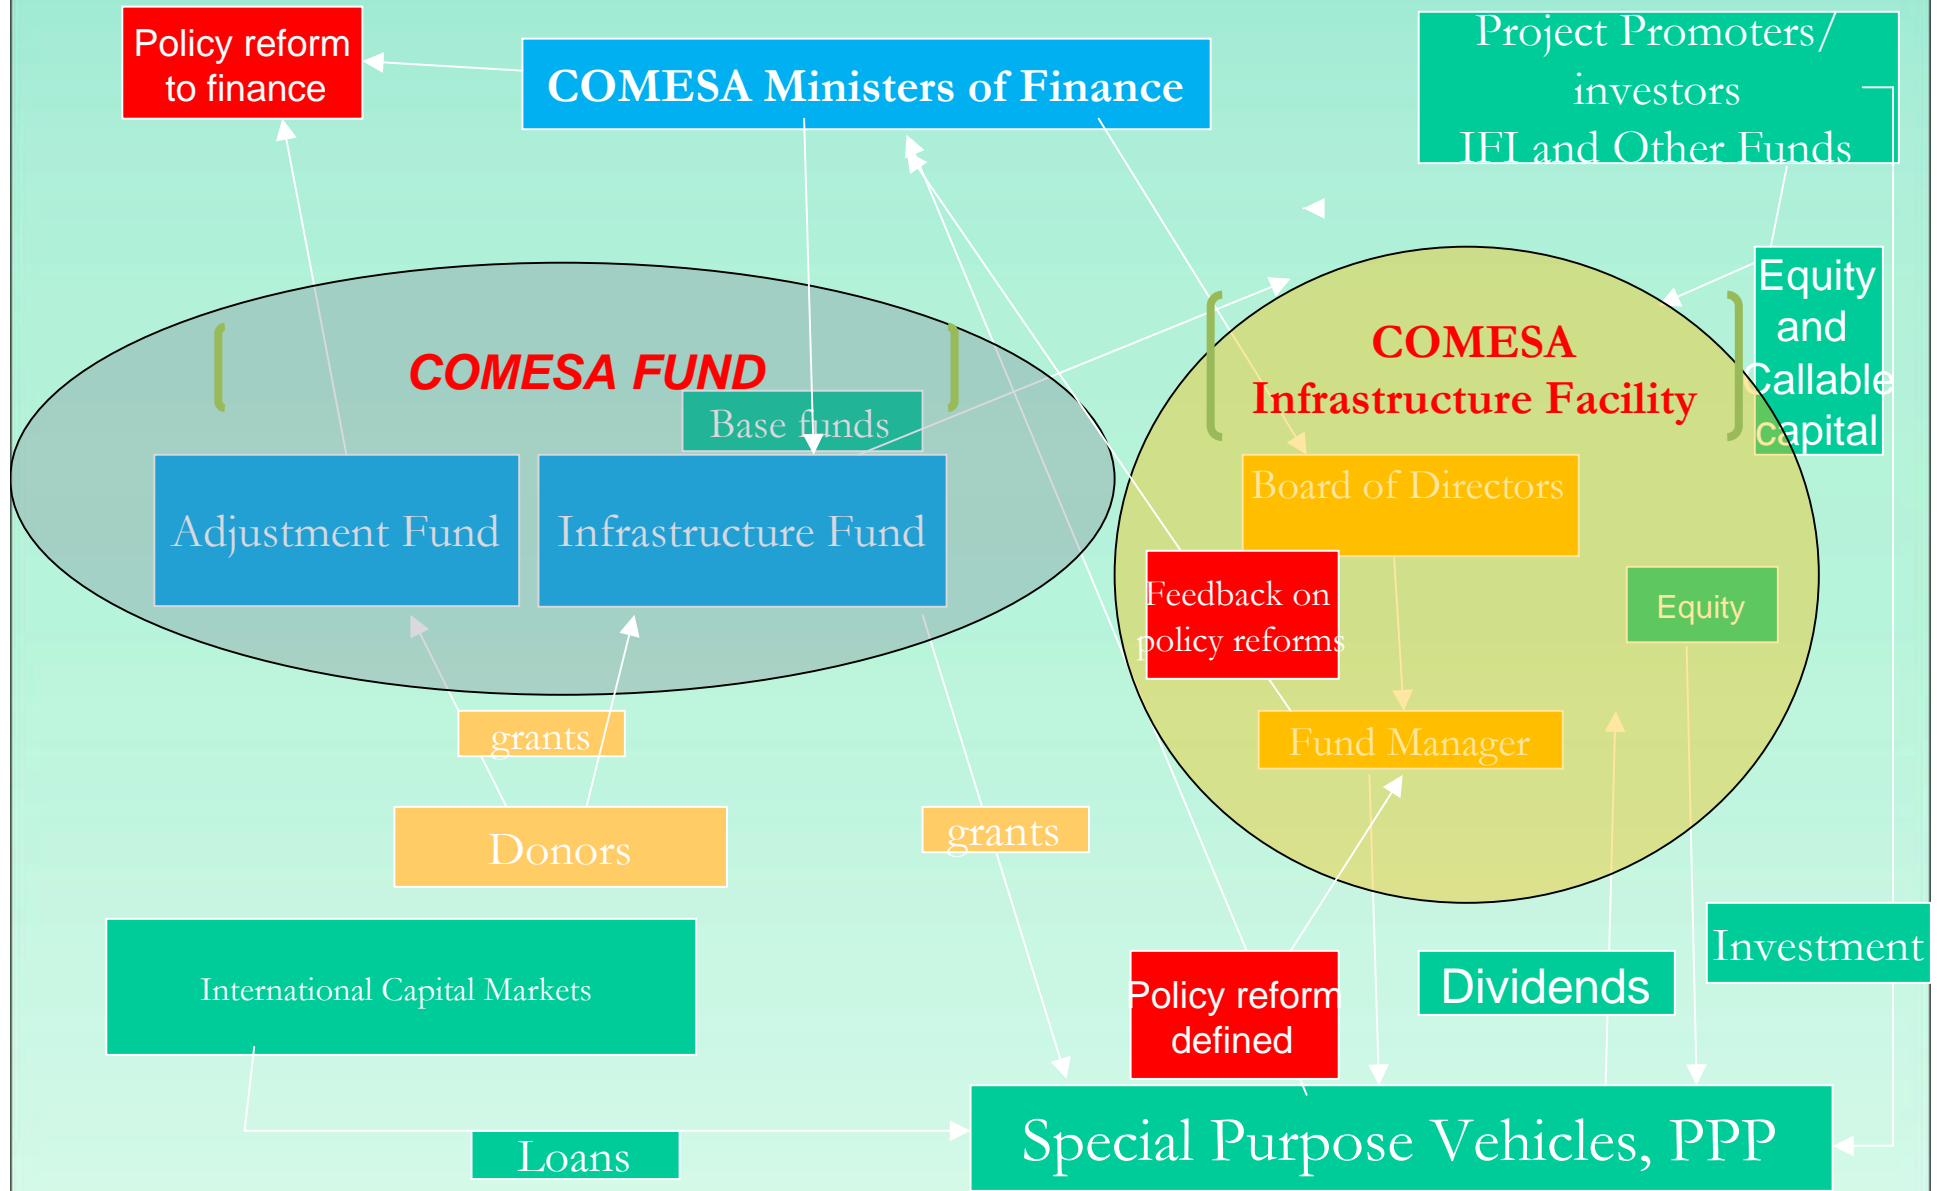 Policy reform
to finance
COMESA Ministers of Finance
Project Promoters/
investors
IFI and Other Funds
Equity
and
Callable
capital
COMESA FUND
Base funds
Adjustment Fund
Infrastructure Fund
COMESA
Infrastructure Facility
Board of Directors
Feedback on
policy reforms
Equity
Fund Manager
grants
Donors
grants
International Capital Markets
Policy reform
defined
Dividends
Investment
Loans
Special Purpose Vehicles, PPP